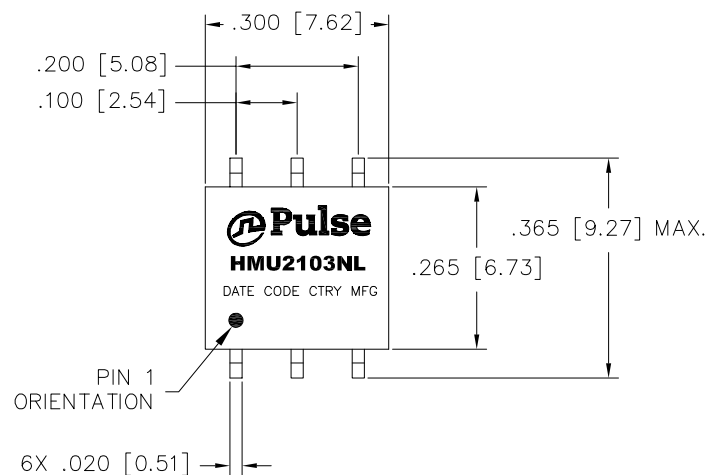 .300 [7.62]
.200 [5.08]
.100 [2.54]
Pulse
HMU2103NL
DATE CODE CTRY MFG
.365 [9.27] MAX.
.265 [6.73]
PIN 1
ORIENTATION
6X .020 [0.51]